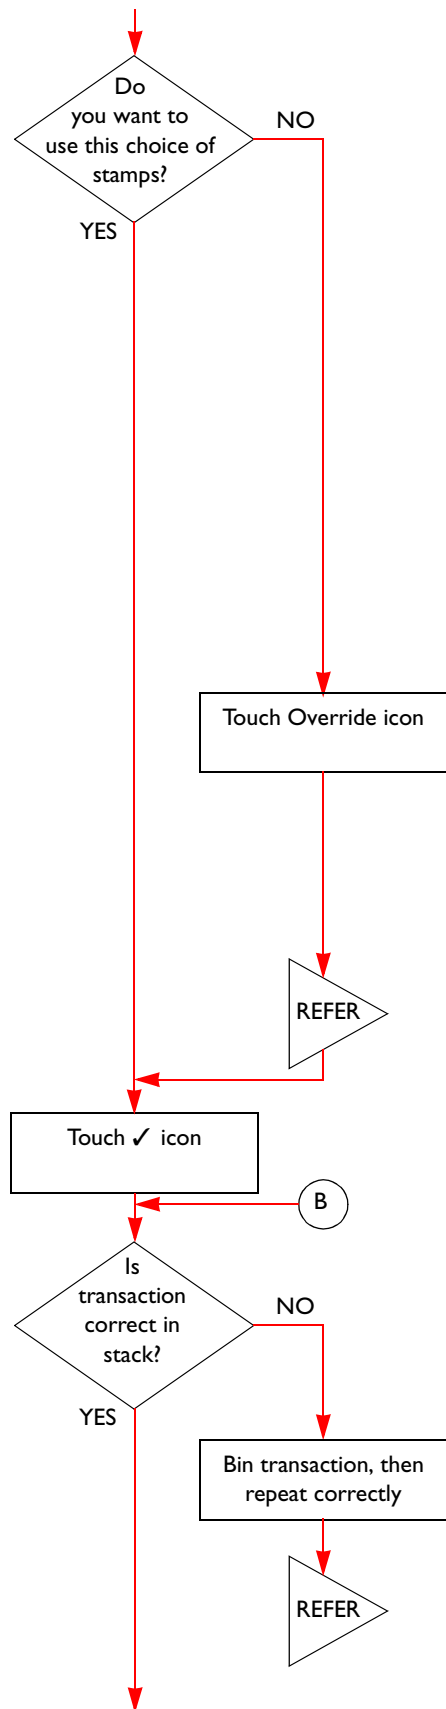 Do
you want to
use this choice of
stamps?
NO
YES
Touch Override icon
REFER
Touch ✓ icon
B
Is
transaction
correct in
stack?
NO
YES
Bin transaction, then
repeat correctly
REFER